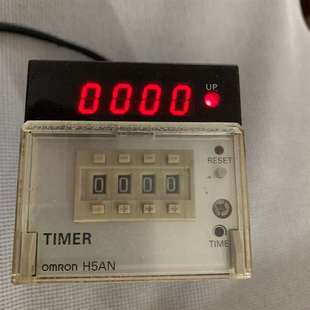 0000
UP
RESET
0000
TIMER
TIME
omron H5AN